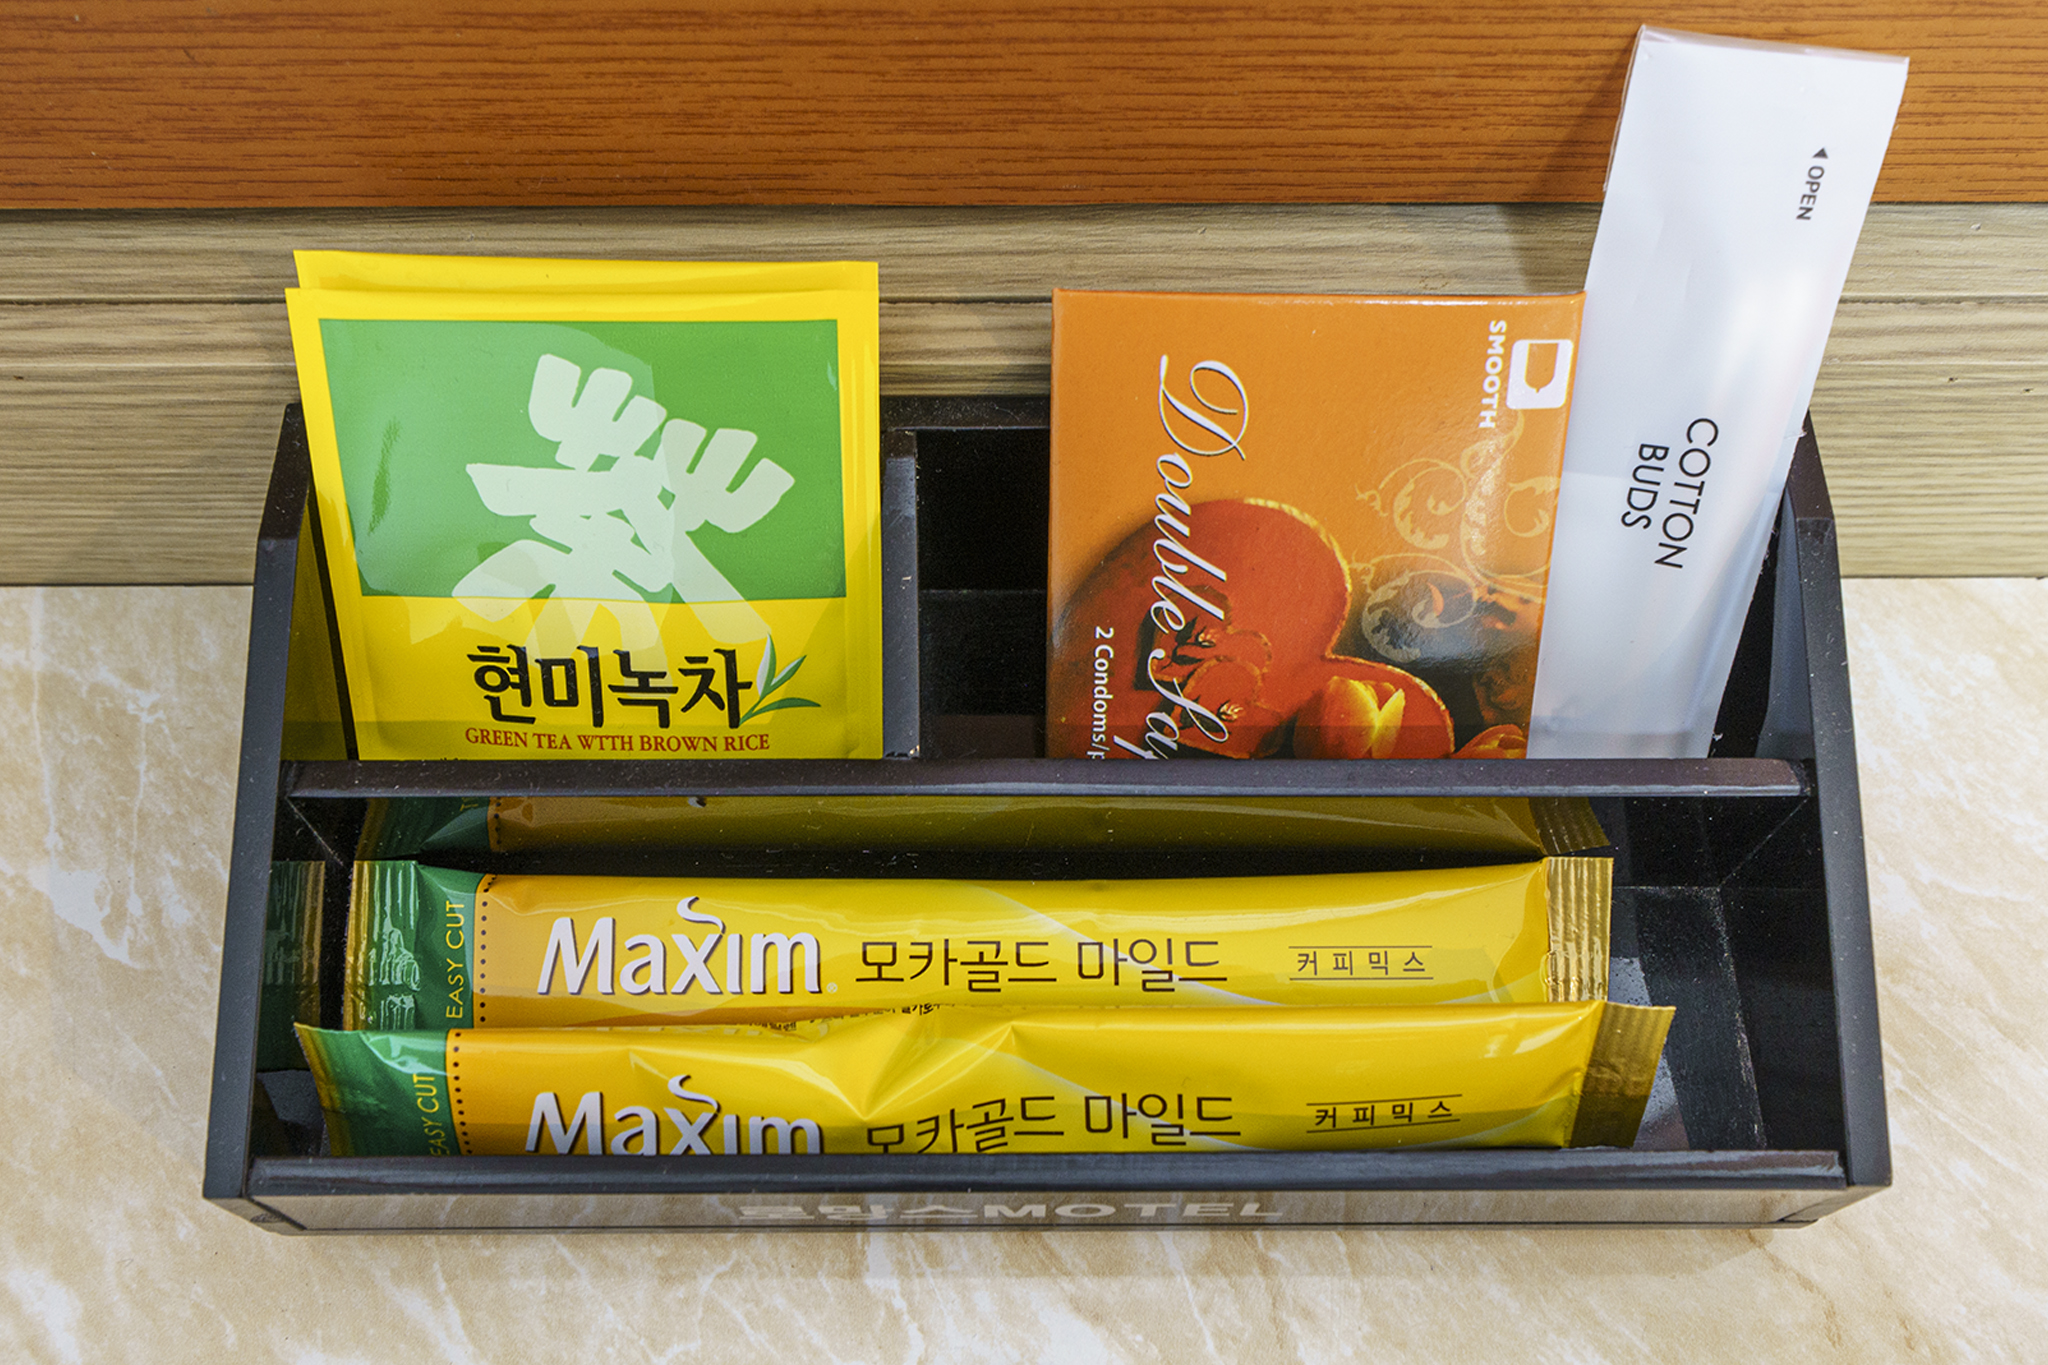 현미녹차
GREEN TEA WITH BROWN RICE
SMOOTH
Double
2 Condoms/
◀OPEN
COTTON
BUDS
EASY CUT
Maxim 모카골드 마일드 커피믹스
EASY CUT
Maxim 모카골드 마일드 커피믹스
MOTEL